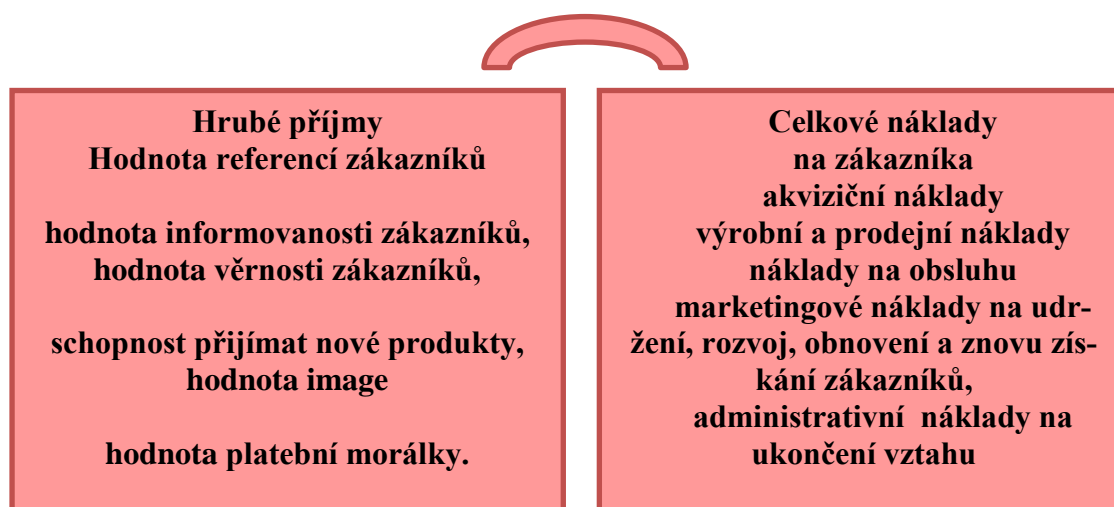 Hrubé příjmy
Hodnota referencí zákazníků
hodnota informovanosti zákazníků,
hodnota věrnosti zákazníků,
schopnost přijímat nové produkty,
hodnota image
hodnota platební morálky.
Celkové náklady
na zákazníka
akviziční náklady
výrobní a prodejní náklady
náklady na obsluhu
marketingové náklady na udr-
žení, rozvoj, obnovení a znovu zís-
kání zákazníků,
administrativní  náklady na
ukončení vztahu